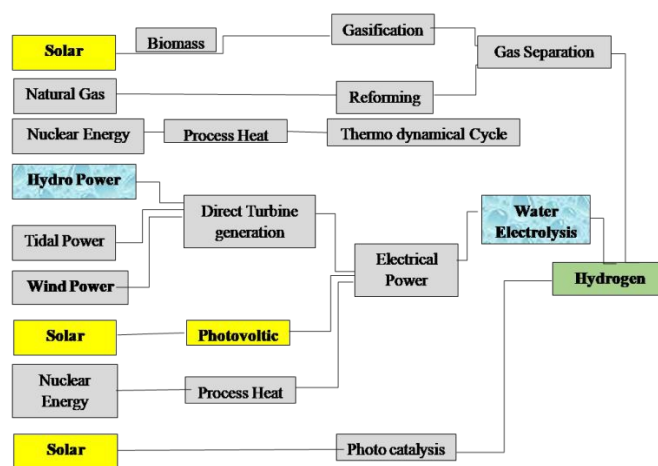 Solar
Biomass
Gasification
Gas Separation
Natural Gas
Reforming
Nuclear Energy
Process Heat
Thermo dynamical Cycle
Hydro Power
Direct Turbine
generation
Water
Electrolysis
Tidal Power
Electrical
Power
Wind Power
Hydrogen
Solar
Photovoltic
Nuclear
Energy
Process Heat
Solar
Photo catalysis